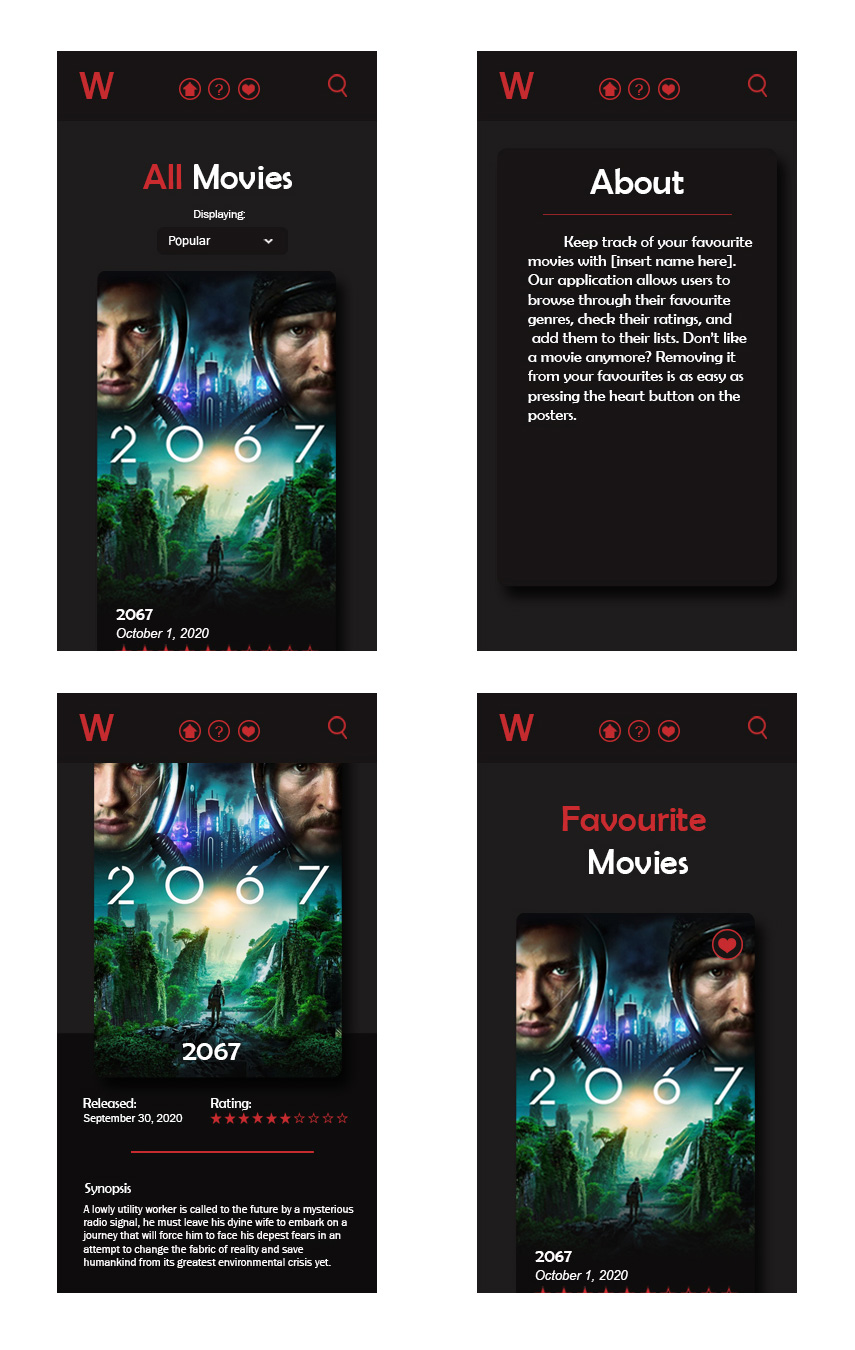 W ?
All Movies
Displaying:
Popular
2067
2067
October 1, 2020
W ?
About
Keep track of your favourite
movies with [insert name here].
Our application allows users to
browse through their favourite
genres, check their ratings, and
add them to their lists. Don't like
a movie anymore? Removing it
from your favourites is as easy as
pressing the heart button on the
posters.
W ?
2067
2067
Released:
September 30, 2020
Rating:
Synopsis
A lowly utility worker is called to the future by a mysterious
radio signal, he must leave his dyine wife to embark on a
journey that will force him to face his depest fears in an
attempt to change the fabric of reality and save
humankind from its greatest environmental crisis yet.
W ?
Favourite
Movies
2067
2067
October 1, 2020